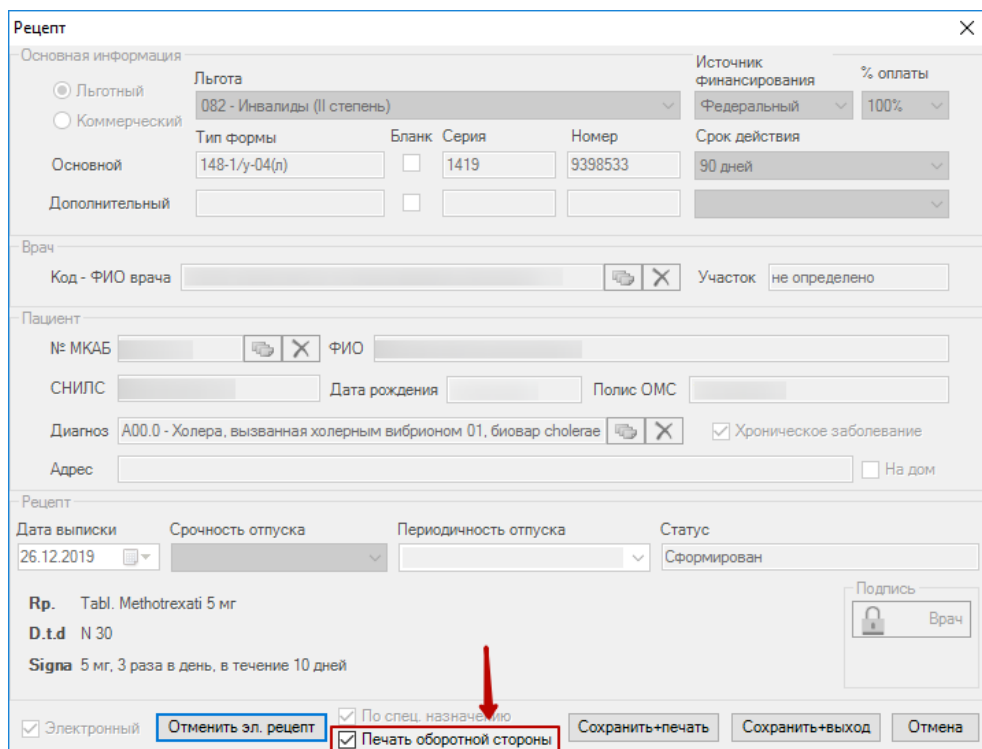 Рецепт
Основная информация
Льготный
Коммерческий
Льгота
Источник финансирования
% оплаты
082 - Инвалиды (II степень)
Федеральный
100%
Тип формы
Бланк
Серия
Номер
Срок действия
Основной
148-1/у-04(л)
1419
9398533
90 дней
Дополнительный
Врач
Код - ФИО врача
Участок
не определено
Пациент
№ МКАБ
ФИО
СНИЛС
Дата рождения
Полис ОМС
Диагноз
A00.0 - Холера, вызванная холерным вибрионом 01, биовар cholerae
Хроническое заболевание
Адрес
На дом
Рецепт
Дата выписки
Срочность отпуска
Периодичность отпуска
Статус
26.12.2019
Сформирован
Rp. Tabl. Methotrexati 5 мг
D.t.d N 30
Signa 5 мг, 3 раза в день, в течение 10 дней
Подпись
Врач
Электронный
Отменить эл. рецепт
По спец. назначению
Печать оборотной стороны
Сохранить+печать
Сохранить+выход
Отмена